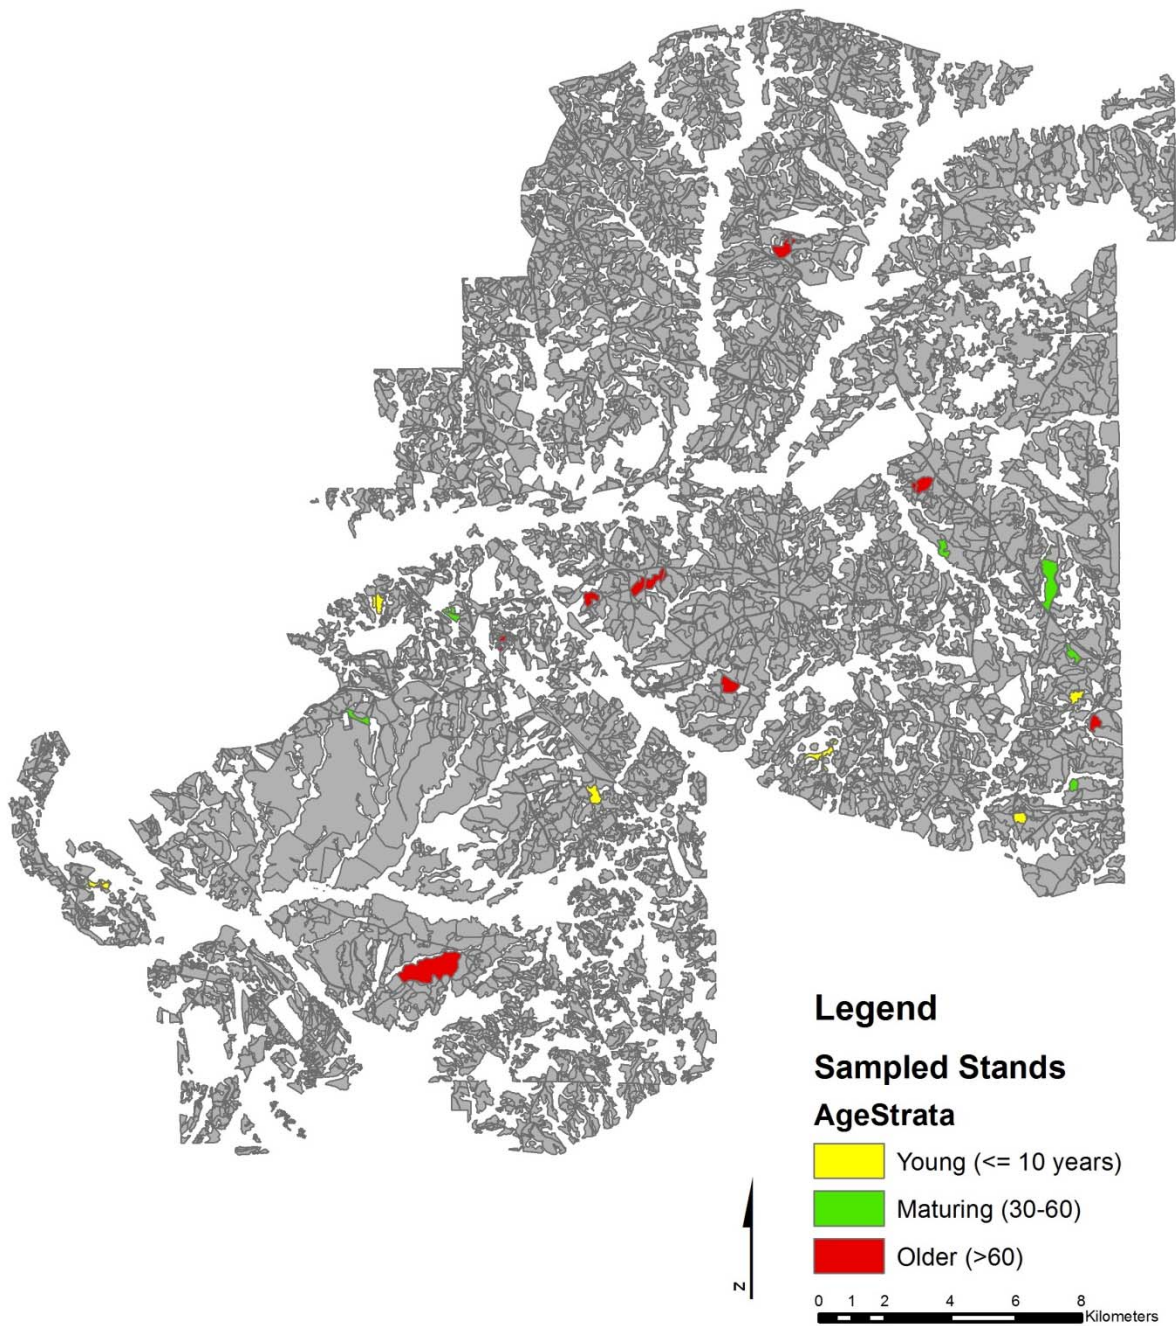 Legend
Sampled Stands
AgeStrata
Young (<= 10 years)
Maturing (30-60)
Older (>60)
N
0 1 2 4 6 8
Kilometers